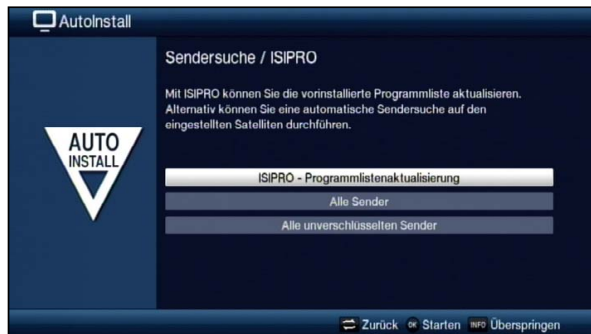 AutoInstall
Sendersuche / ISIPRO
Mit ISIPRO können Sie die vorinstallierte Programmliste aktualisieren.
Alternativ können Sie eine automatische Sendersuche auf den
eingestellten Satelliten durchführen.
AUTO
INSTALL
ISIPRO - Programmlistenaktualisierung
Alle Sender
Alle unverschlüsselten Sender
Zurück OK Starten INFO Überspringen